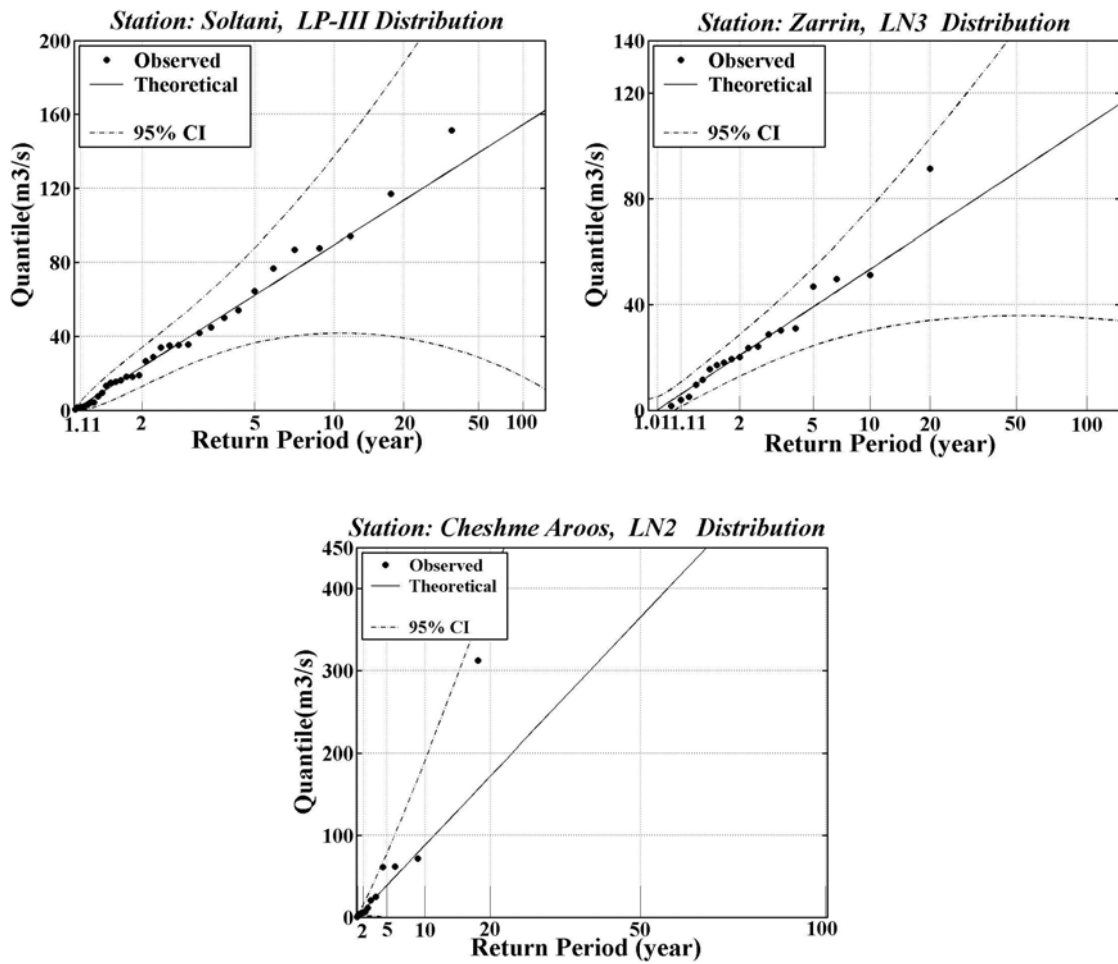 Station: Soltani, LP-III Distribution
200
160
120
80
40
0
Quantile(m3/s)
Observed
Theoretical
95% CI
1.11 2 5 10 20 50 100
Return Period (year)
Station: Zarrin, LN3 Distribution
140
120
80
40
0
Quantile(m3/s)
Observed
Theoretical
95% CI
1.01 1.11 2 5 10 20 50 100
Return Period (year)
Station: Cheshme Aroos, LN2 Distribution
450
400
300
200
100
0
Quantile(m3/s)
Observed
Theoretical
95% CI
2 5 10 20 50 100
Return Period (year)